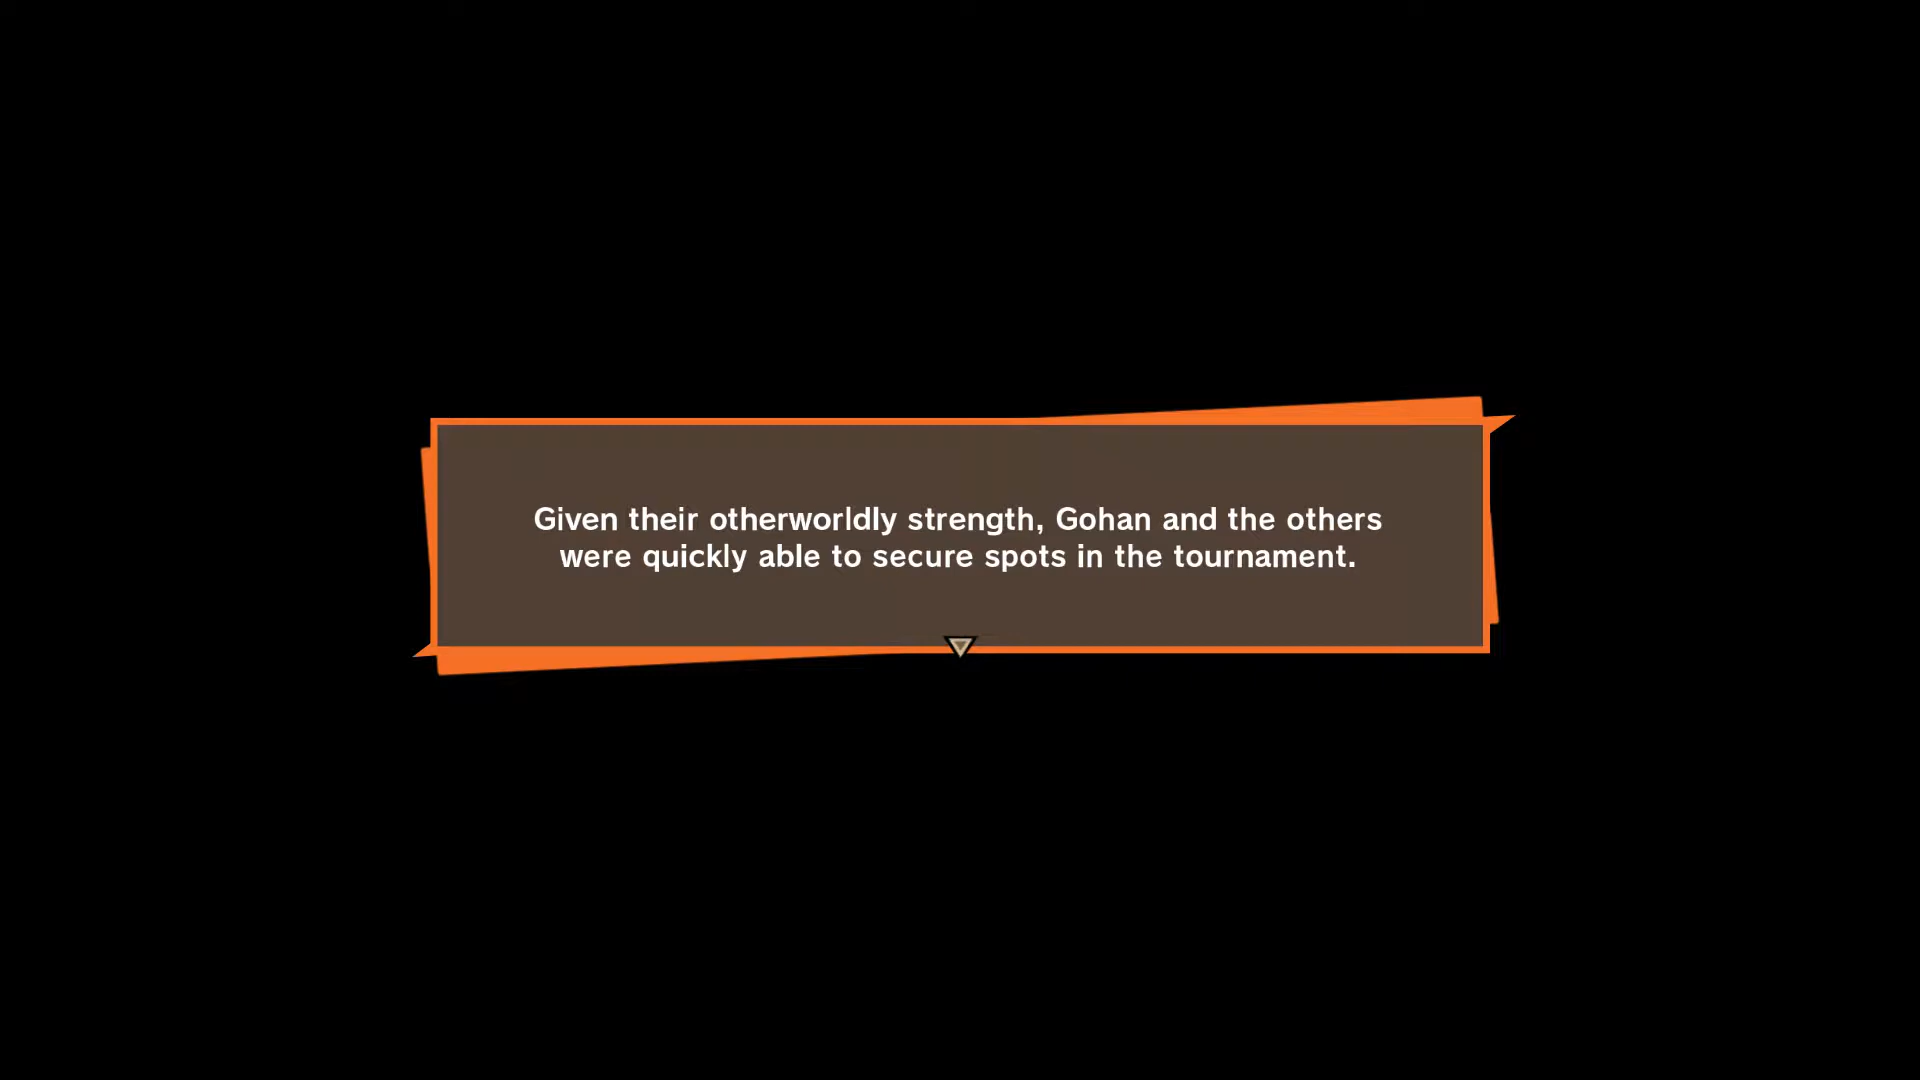 Given their otherworldly strength, Gohan and the others
were quickly able to secure spots in the tournament.